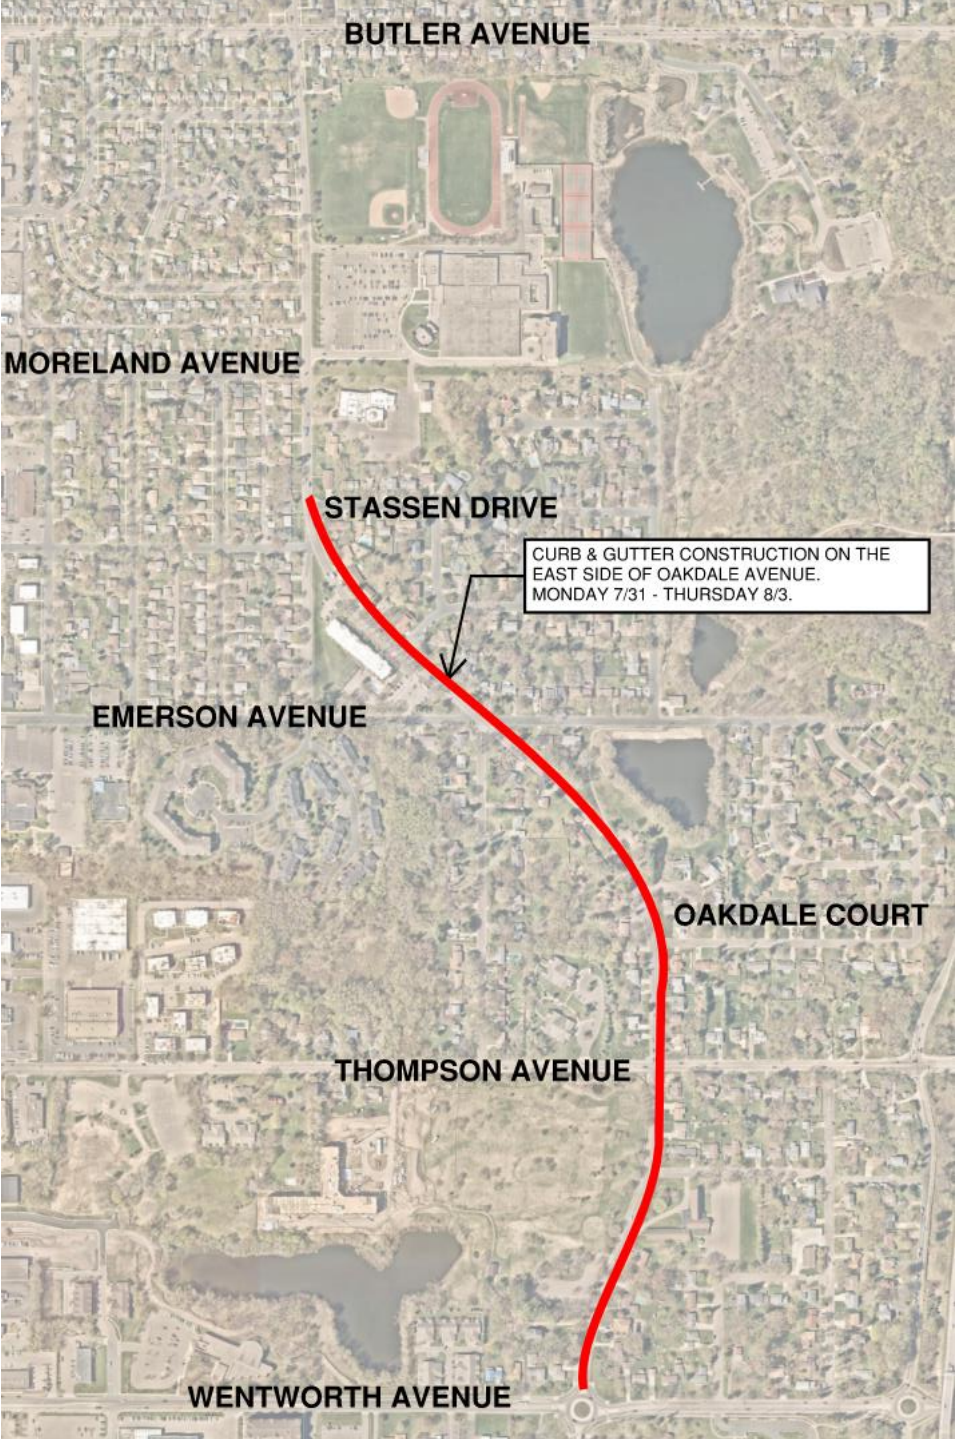 BUTLER AVENUE
MORELAND AVENUE
STASSEN DRIVE
CURB & GUTTER CONSTRUCTION ON THE
EAST SIDE OF OAKDALE AVENUE.
MONDAY 7/31 - THURSDAY 8/3.
EMERSON AVENUE
OAKDALE COURT
THOMPSON AVENUE
WENTWORTH AVENUE